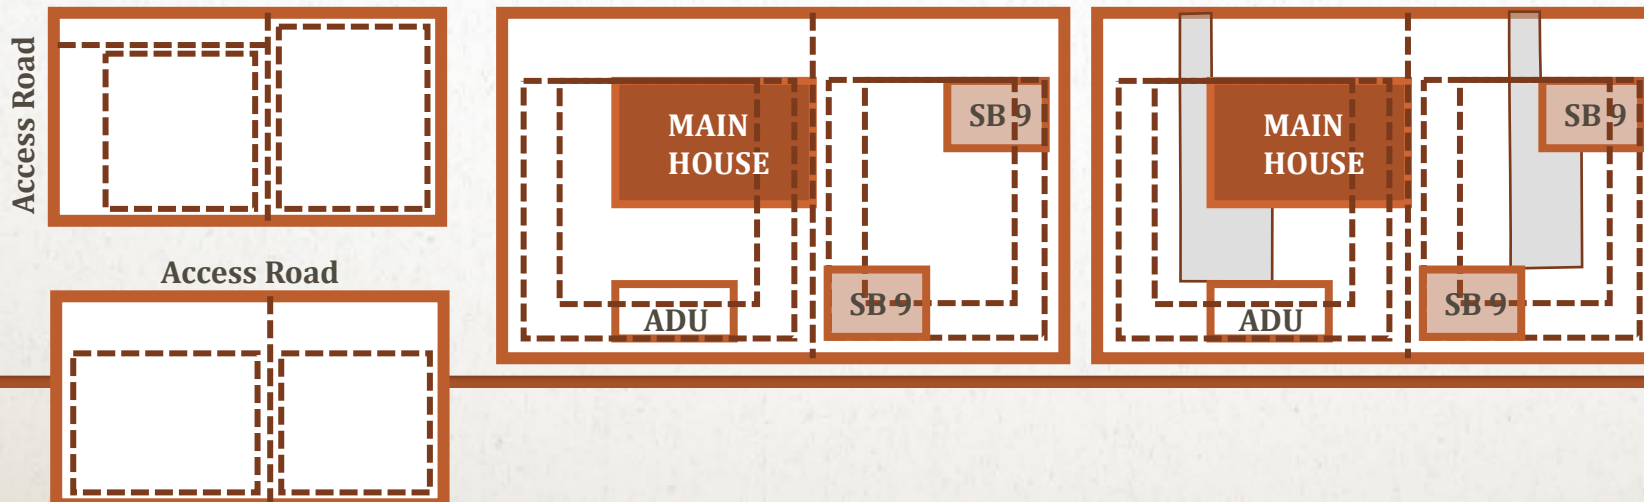 Access Road
Access Road
MAIN
HOUSE
SB 9
SB 9
ADU
MAIN
HOUSE
SB 9
SB 9
ADU